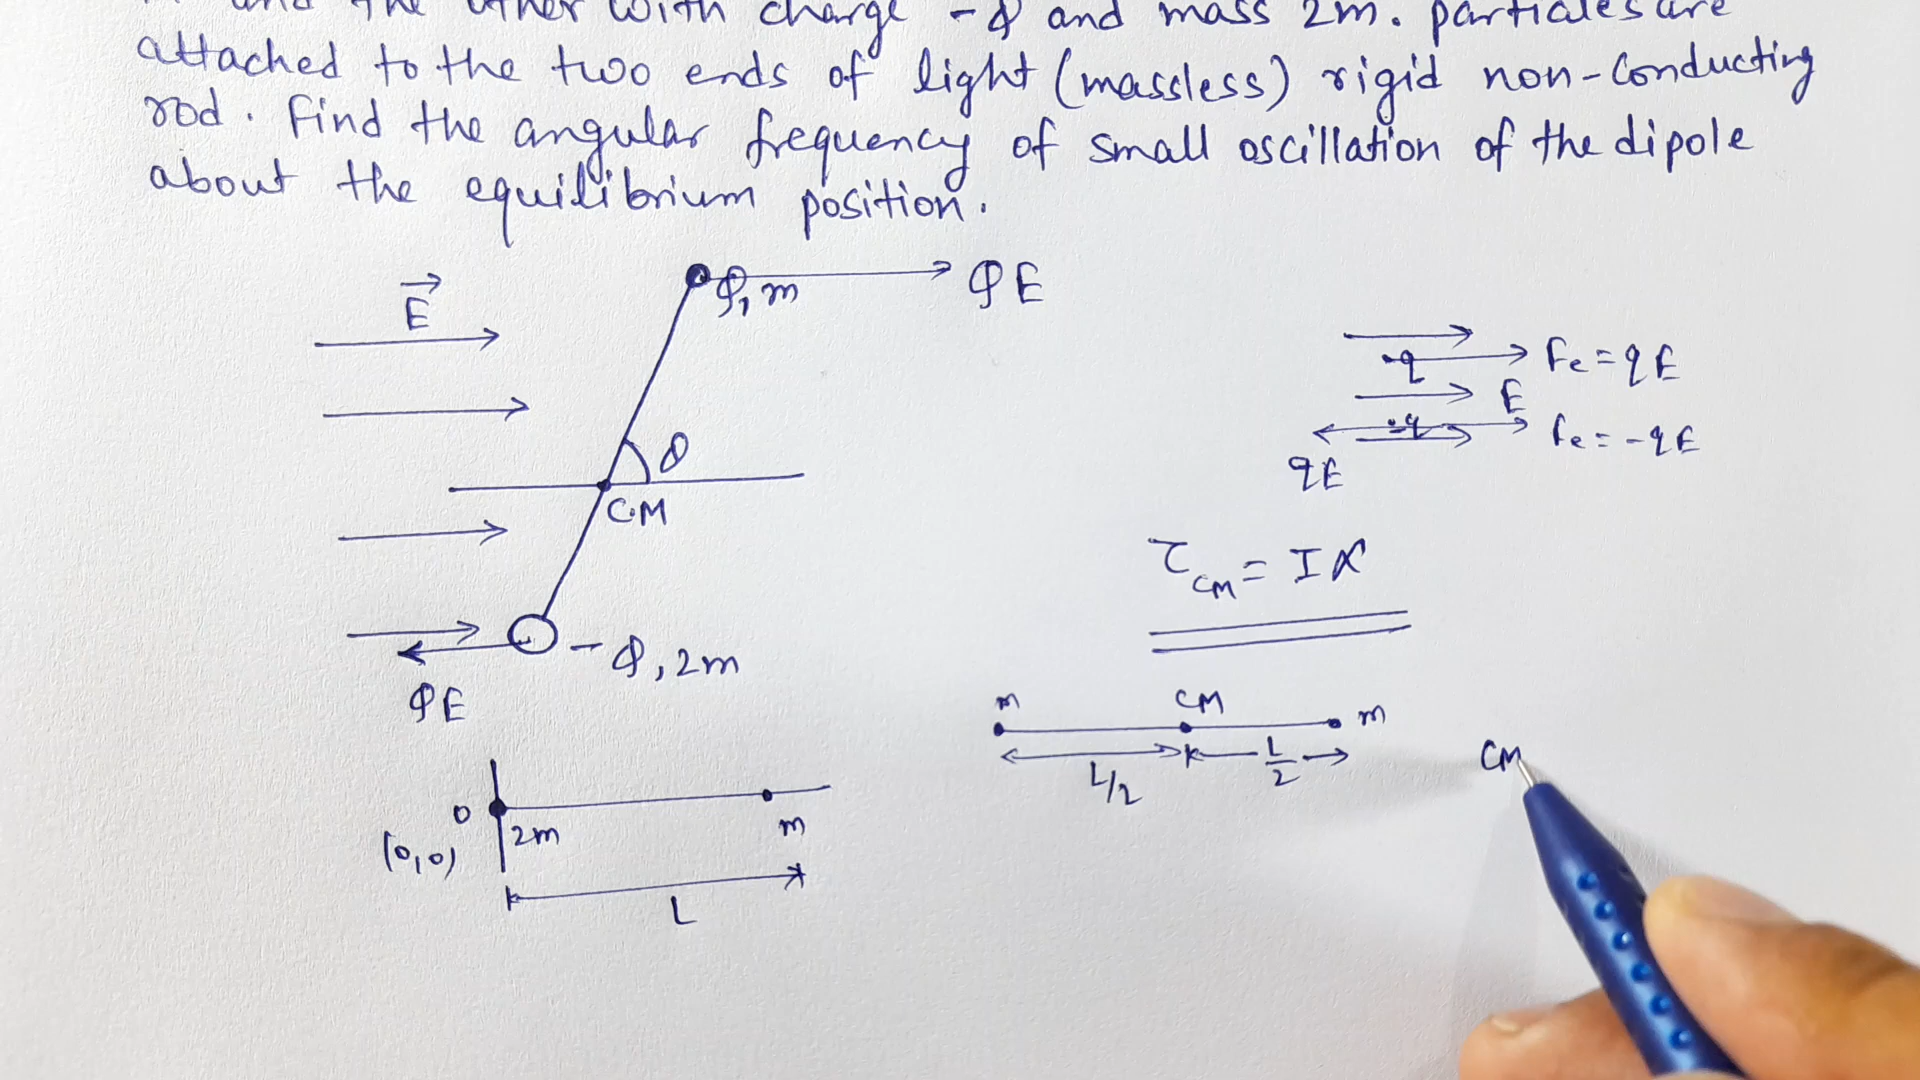 and the other with charge -Q and mass 2m. particles are
attached to the two ends of light (massless) rigid non-conducting
rod. Find the angular frequency of small oscillation of the dipole
about the equilibrium position.
E
Q, m
QE
q
Fe = qE
E
-q
Fe = -qE
qE
θ
C.M
τCM = Iα
-Q, 2m
QE
m
CM
m
L/2
L/2
CM
0
(0,0)
2m
m
L